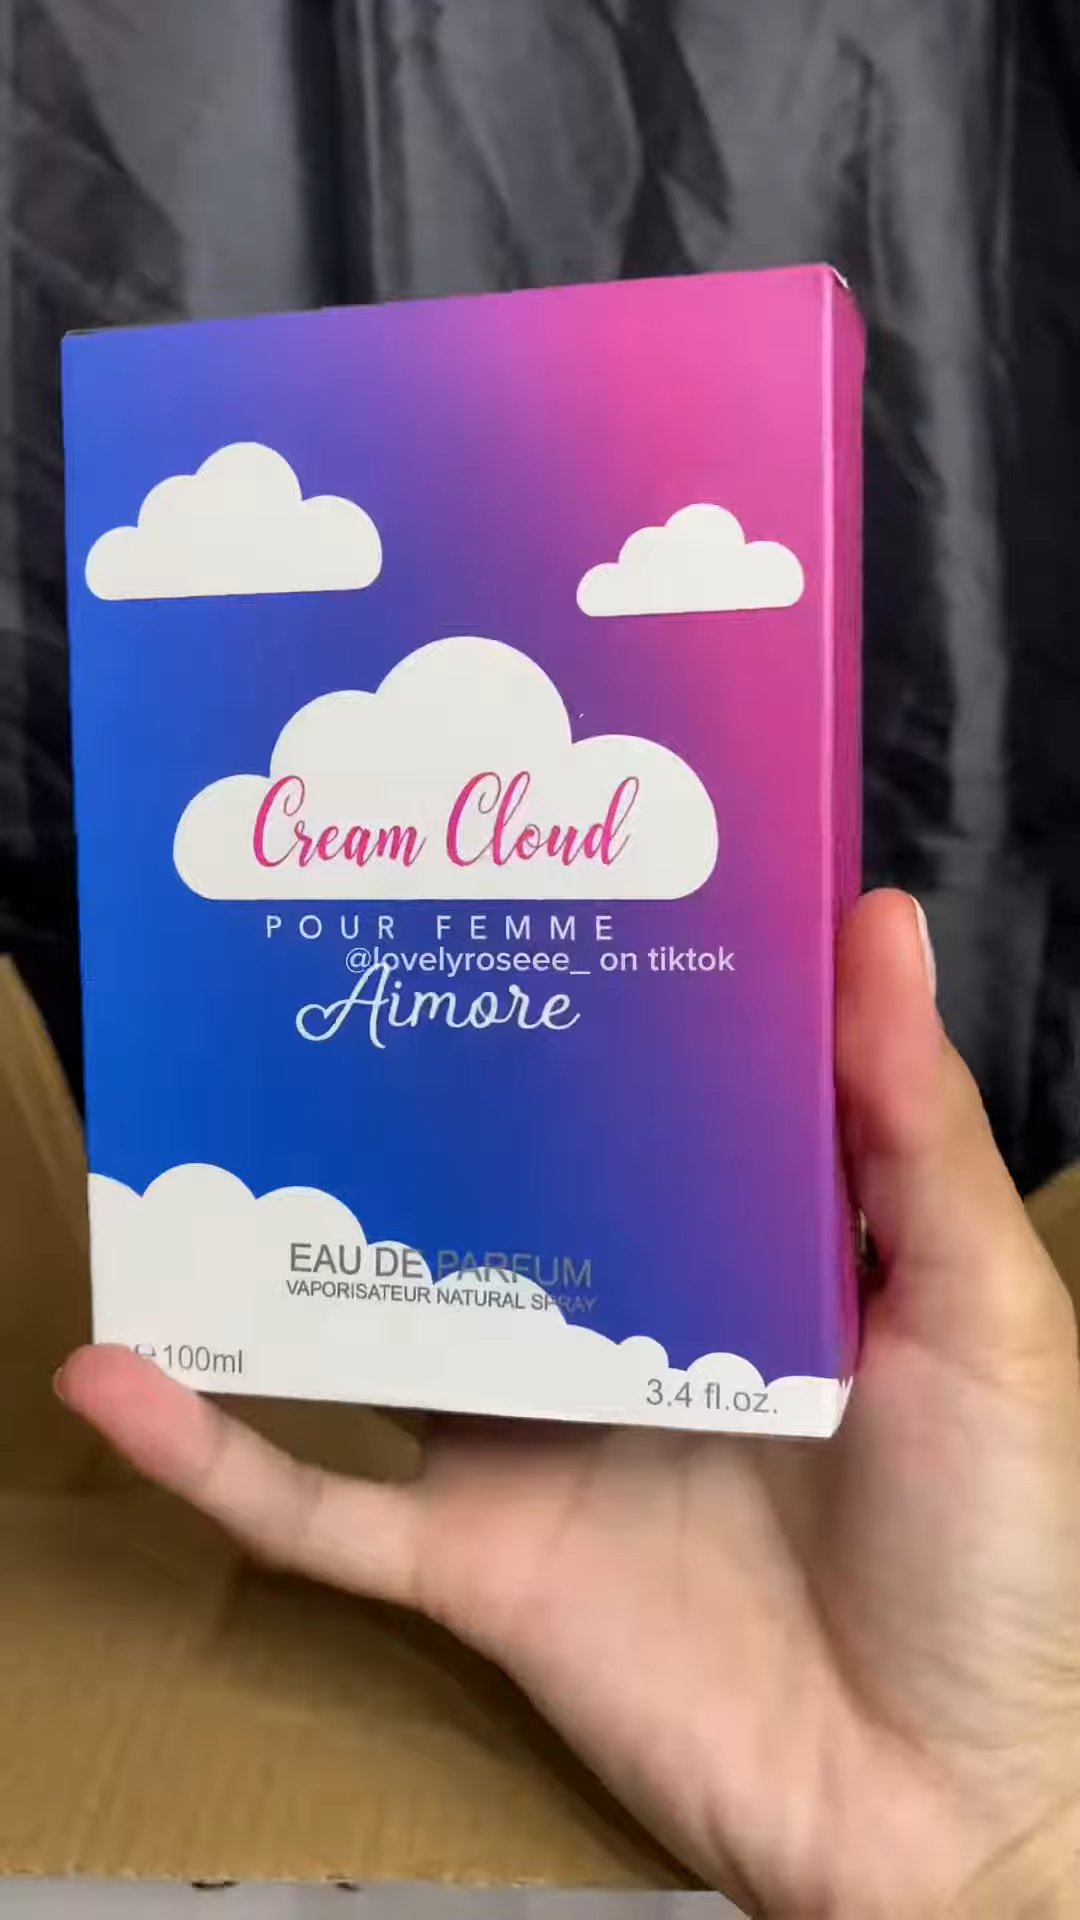 Cream Cloud
POUR FEMME
@lovelyroseee_ on tiktok
Aimore
EAU DE PARFUM
VAPORISATEUR NATURAL SPRAY
℮100ml
3.4 fl.oz.